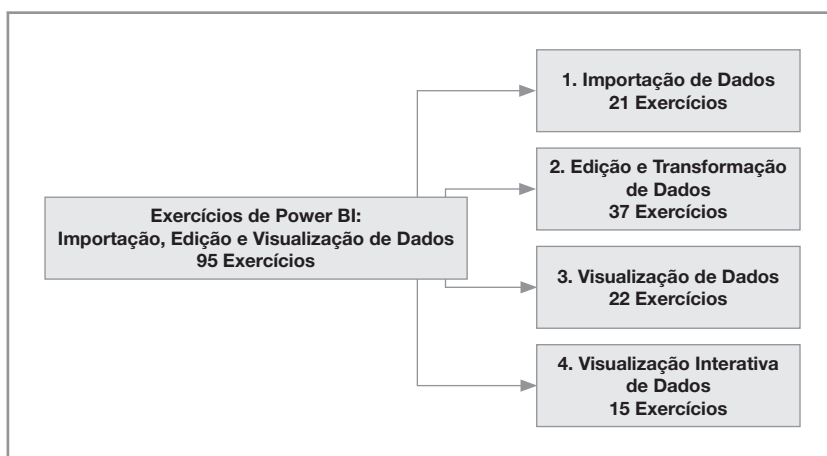 Exercícios de Power BI:
Importação, Edição e Visualização de Dados
95 Exercícios
1. Importação de Dados
21 Exercícios
2. Edição e Transformação
de Dados
37 Exercícios
3. Visualização de Dados
22 Exercícios
4. Visualização Interativa
de Dados
15 Exercícios